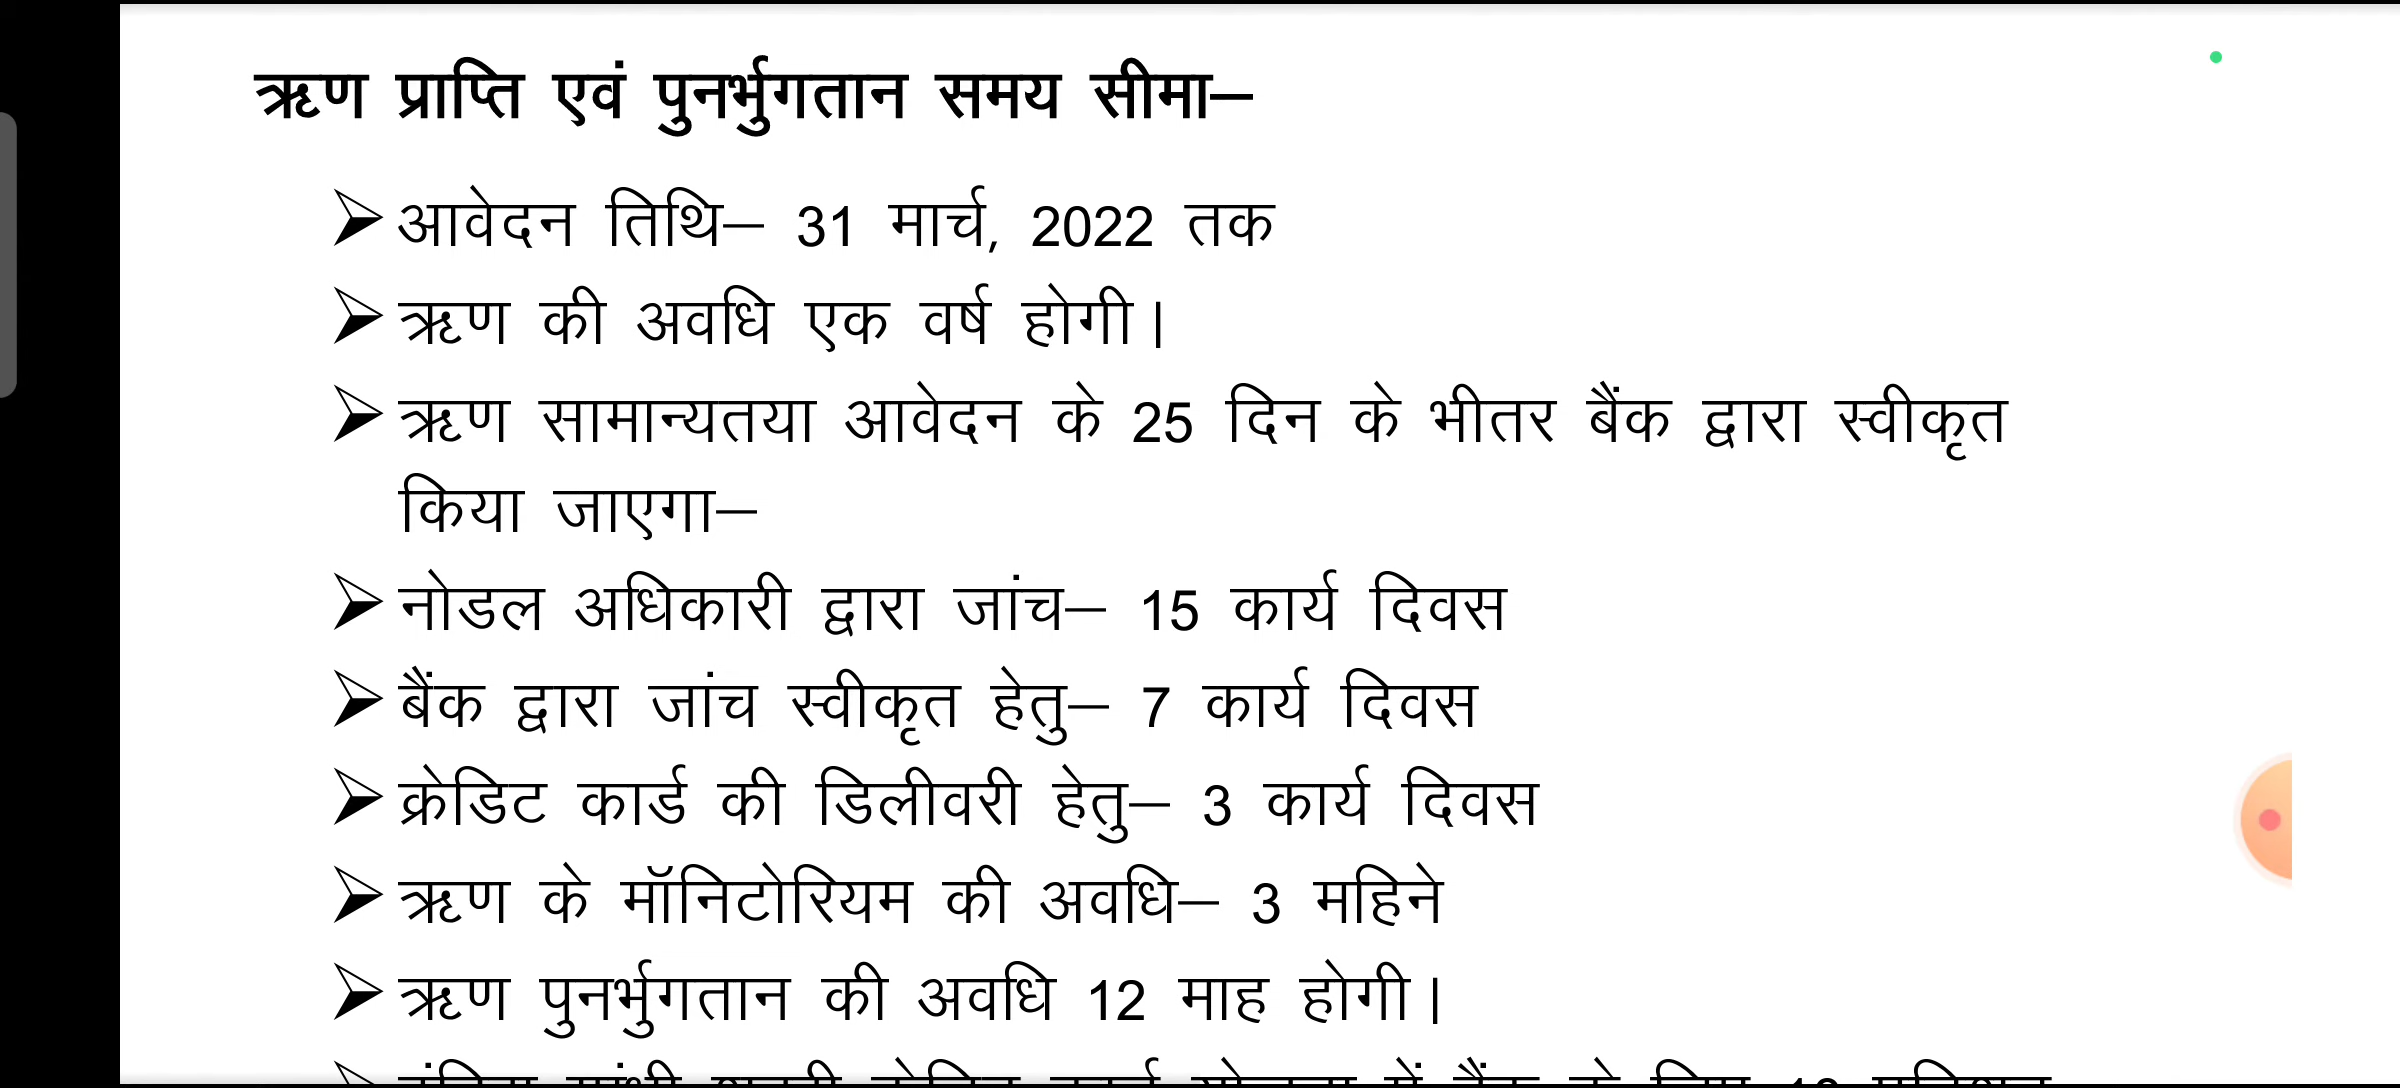 ऋण प्राप्ति एवं पुनर्भुगतान समय सीमा–
➢ आवेदन तिथि– 31 मार्च, 2022 तक
➢ ऋण की अवधि एक वर्ष होगी।
➢ ऋण सामान्यतया आवेदन के 25 दिन के भीतर बैंक द्वारा स्वीकृत
किया जाएगा–
➢ नोडल अधिकारी द्वारा जांच– 15 कार्य दिवस
➢ बैंक द्वारा जांच स्वीकृत हेतु– 7 कार्य दिवस
➢ क्रेडिट कार्ड की डिलीवरी हेतु– 3 कार्य दिवस
➢ ऋण के मॉनिटोरियम की अवधि– 3 महिने
➢ ऋण पुनर्भुगतान की अवधि 12 माह होगी।